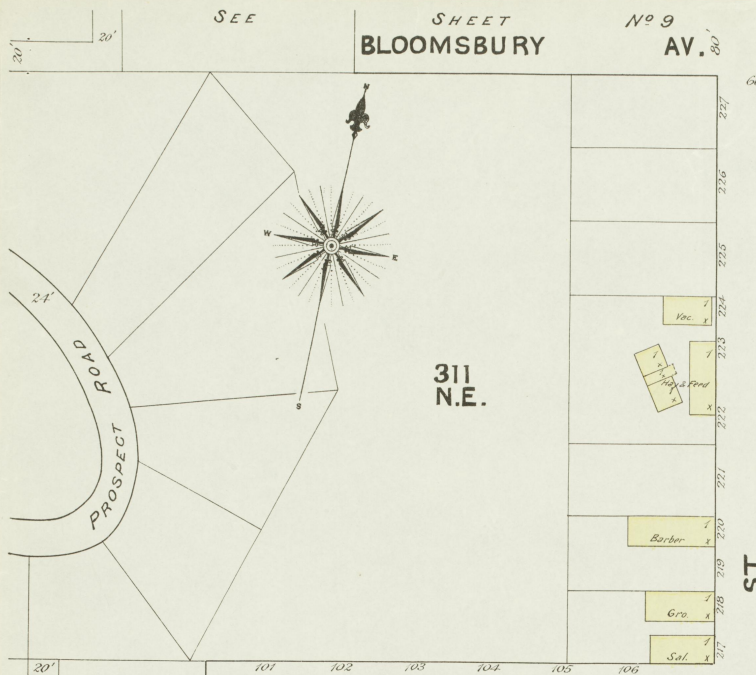 SEE SHEET No 9
20' 20' BLOOMSBURY AV. 80'
227
226
225
224
223
222
221
220
219
218
217
N
W E
S
24'
PROSPECT ROAD
311
N.E.
1
Vac. x
1 1
Hay & Feed
x x
1
Barber x
1
Gro. x
1
Sal. x
ST
20' 101 102 103 104 105 106